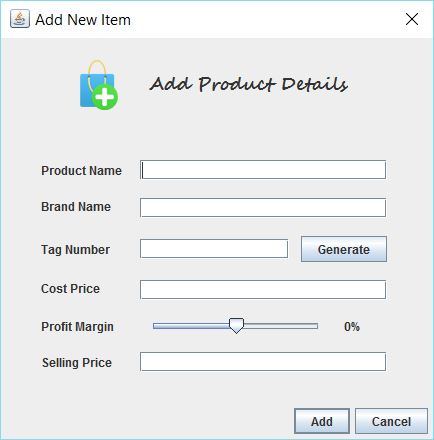 Add New Item
Add Product Details
Product Name
Brand Name
Tag Number Generate
Cost Price
Profit Margin 0%
Selling Price
Add Cancel